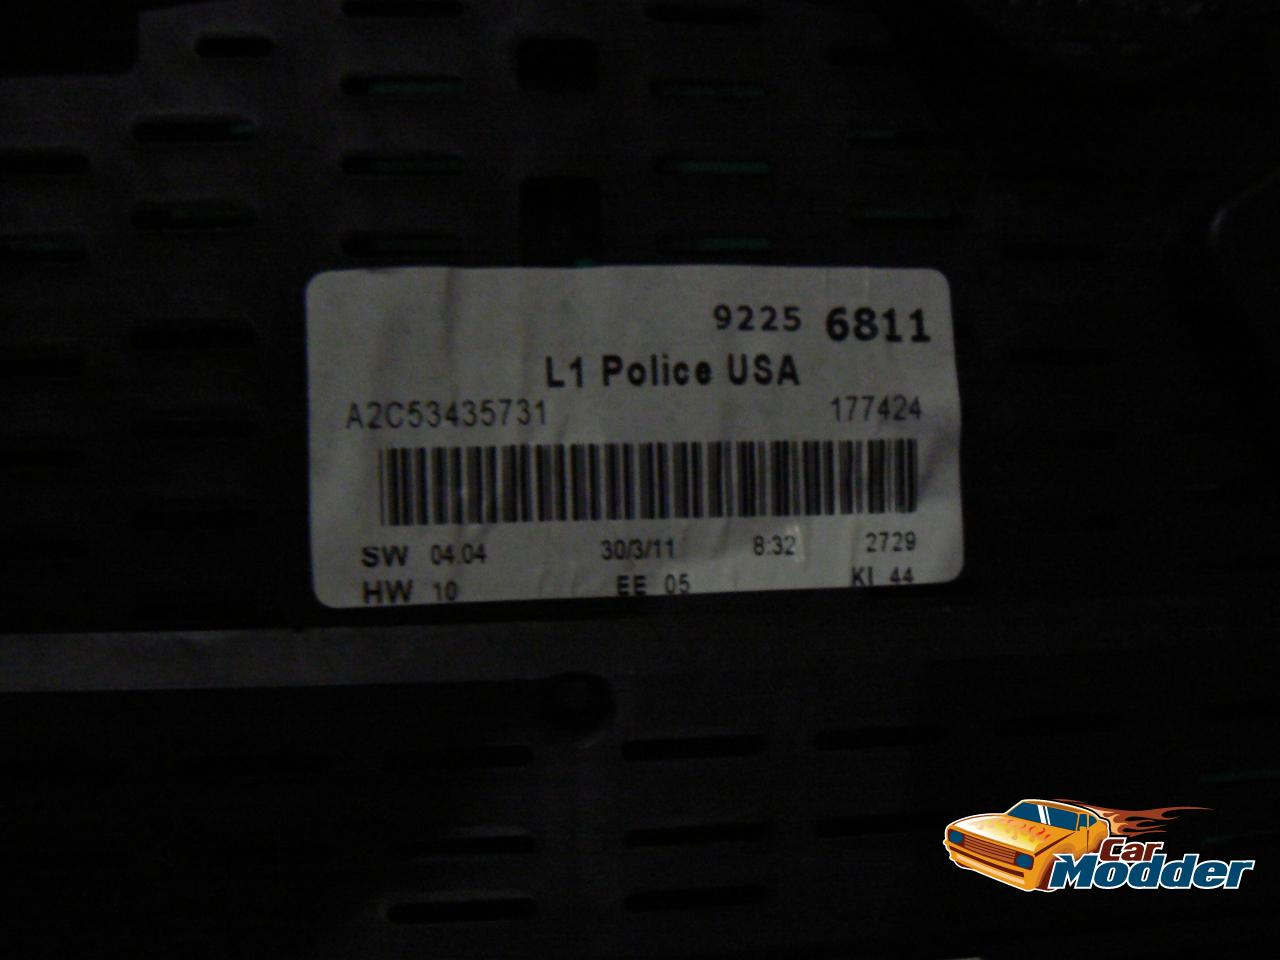 9225 6811
L1 Police USA
A2C53435731 177424
SW 04.04 30/3/11 8:32 2729
HW 10 EE 05 KI 44
Car
Modder